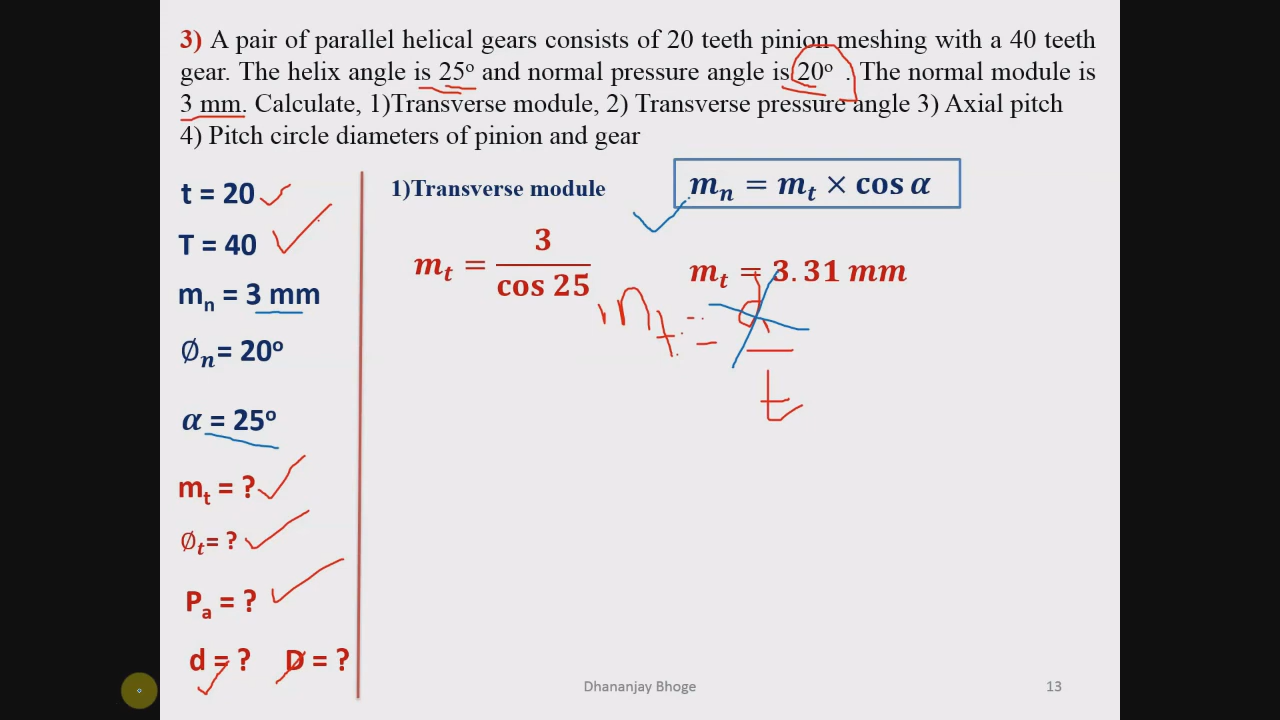 3) A pair of parallel helical gears consists of 20 teeth pinion meshing with a 40 teeth
gear. The helix angle is 25° and normal pressure angle is 20° . The normal module is
3 mm. Calculate, 1)Transverse module, 2) Transverse pressure angle 3) Axial pitch
4) Pitch circle diameters of pinion and gear
t = 20
T = 40
mₙ = 3 mm
∅ₙ = 20°
α = 25°
mₜ = ?
∅ₜ= ?
Pₐ = ?
d = ? D = ?
1)Transverse module
mₙ = mₜ × cos α
mₜ = 3 / cos 25
mₜ = 3.31 mm
mₜ =
t
Dhananjay Bhoge
13